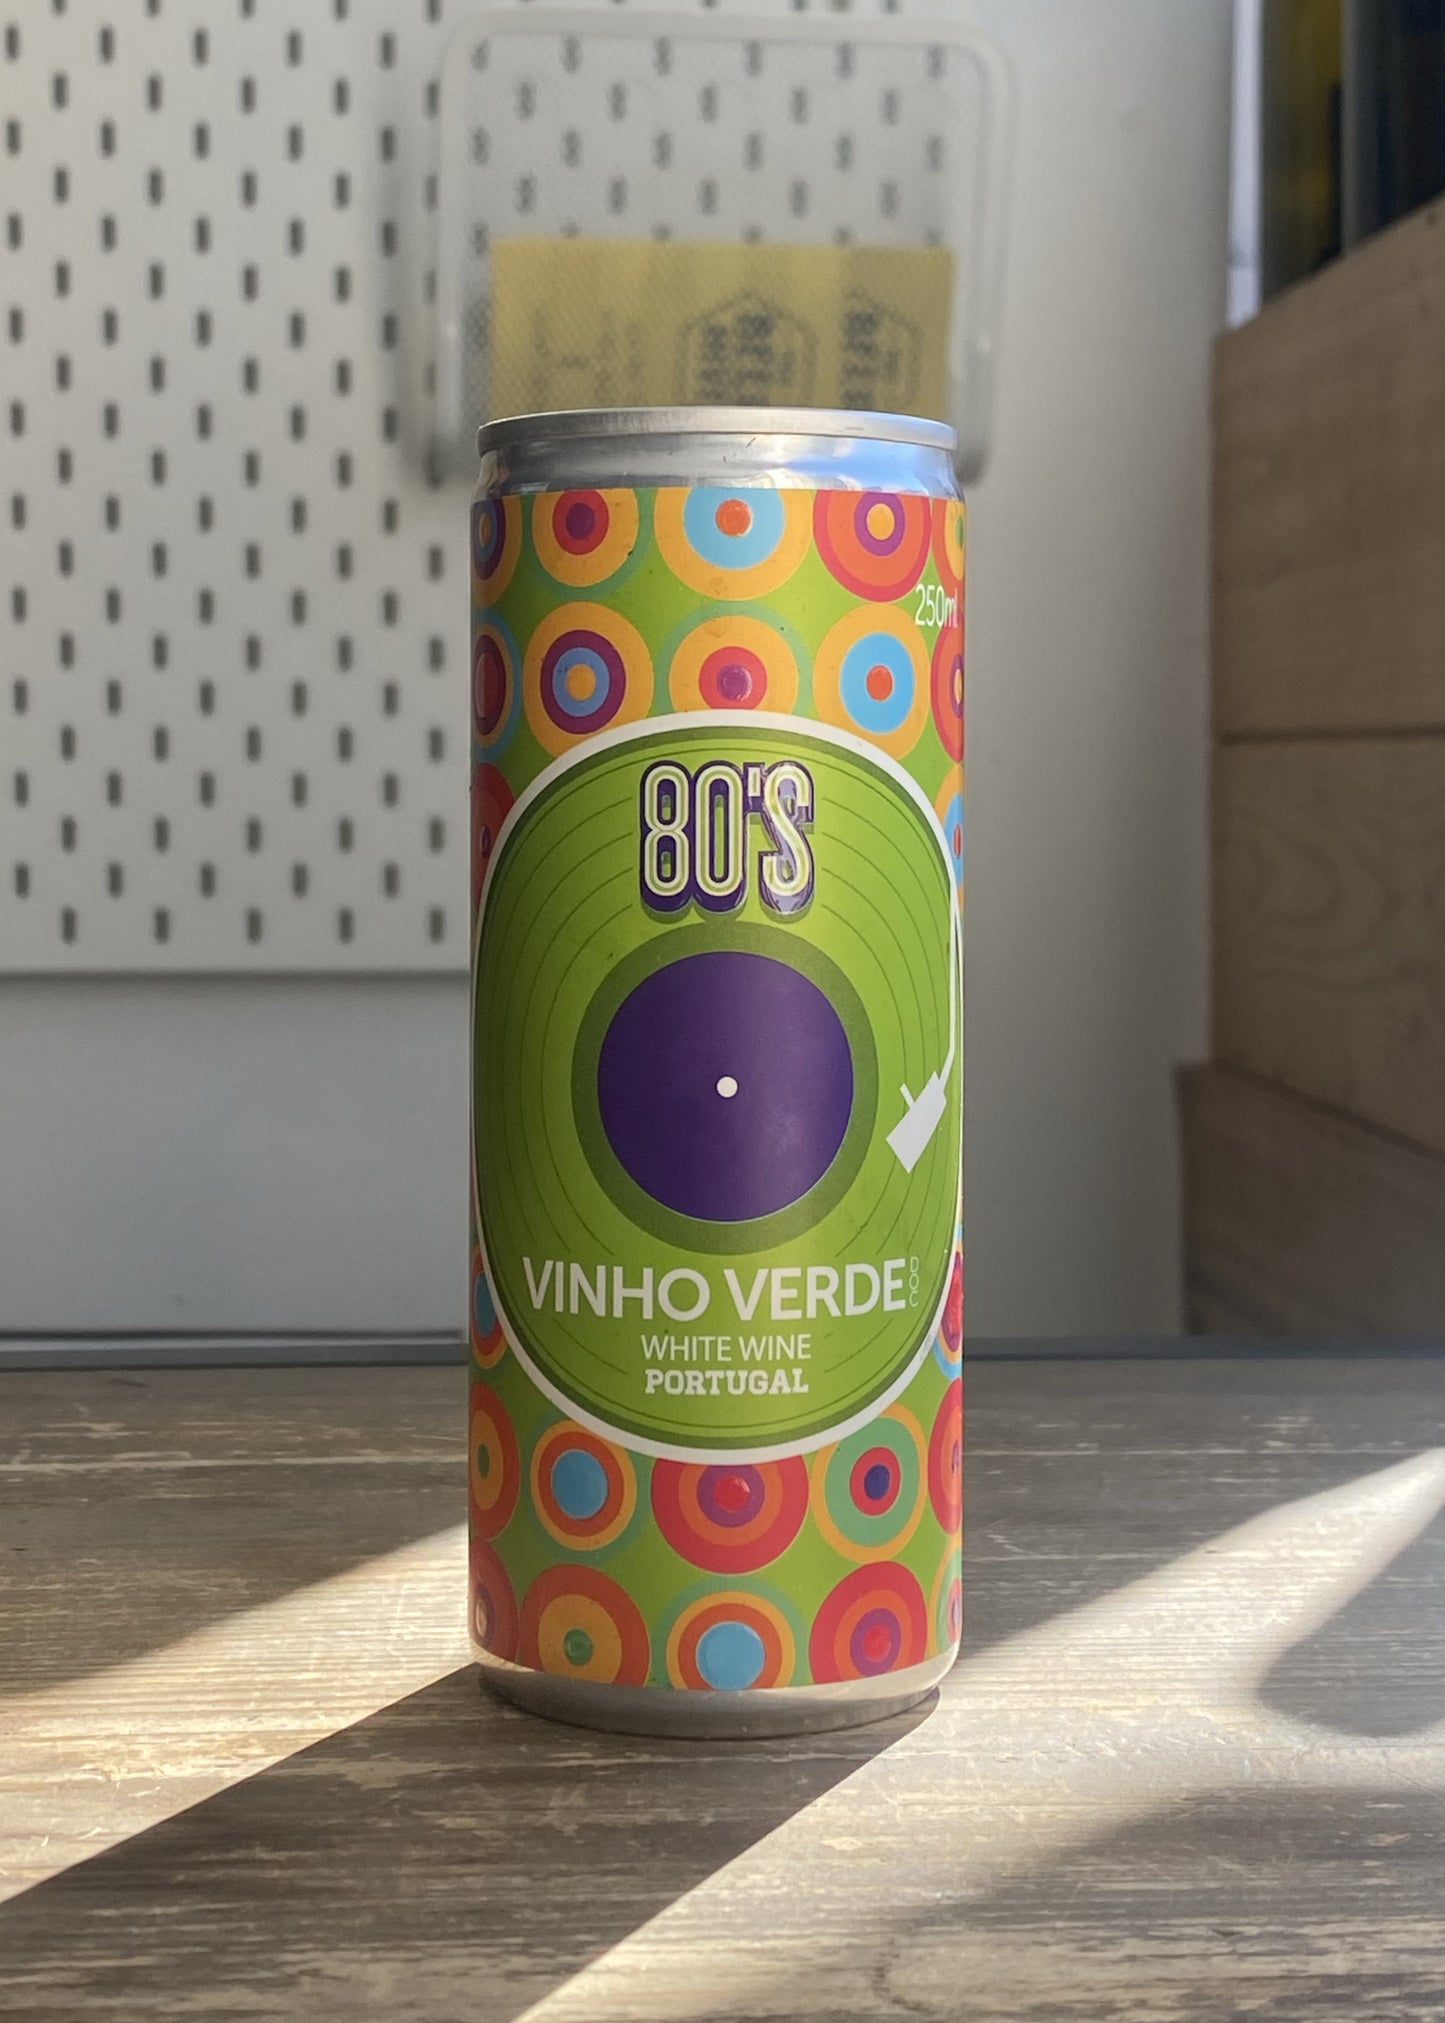 250ml
80'S
VINHO VERDE DOC
WHITE WINE
PORTUGAL